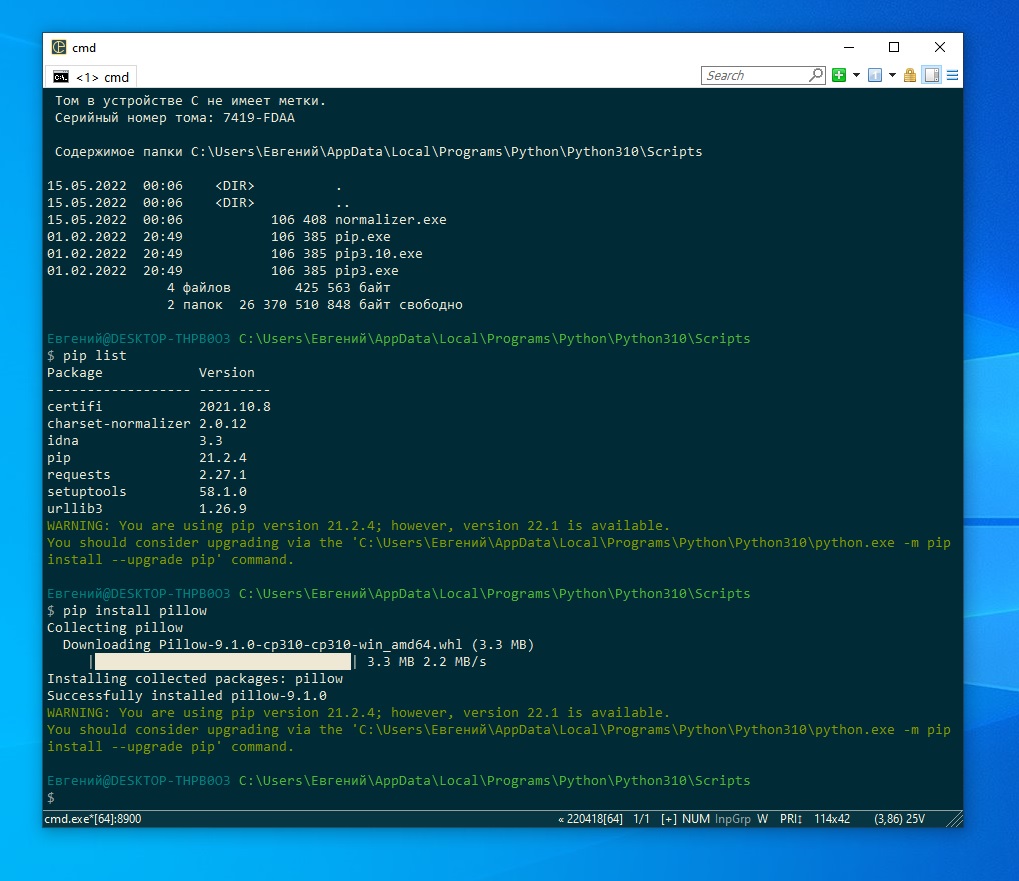 cmd
<1> cmd
Search
Том в устройстве C не имеет метки.
Серийный номер тома: 7419-FDAA
Содержимое папки C:\Users\Евгений\AppData\Local\Programs\Python\Python310\Scripts
15.05.2022  00:06    <DIR>          .
15.05.2022  00:06    <DIR>          ..
15.05.2022  00:06           106 408 normalizer.exe
01.02.2022  20:49           106 385 pip.exe
01.02.2022  20:49           106 385 pip3.10.exe
01.02.2022  20:49           106 385 pip3.exe
4 файлов        425 563 байт
2 папок  26 370 510 848 байт свободно
Евгений@DESKTOP-THPB0O3 C:\Users\Евгений\AppData\Local\Programs\Python\Python310\Scripts
$ pip list
Package            Version
------------------ ---------
certifi            2021.10.8
charset-normalizer 2.0.12
idna               3.3
pip                21.2.4
requests           2.27.1
setuptools         58.1.0
urllib3            1.26.9
WARNING: You are using pip version 21.2.4; however, version 22.1 is available.
You should consider upgrading via the 'C:\Users\Евгений\AppData\Local\Programs\Python\Python310\python.exe -m pip
install --upgrade pip' command.
Евгений@DESKTOP-THPB0O3 C:\Users\Евгений\AppData\Local\Programs\Python\Python310\Scripts
$ pip install pillow
Collecting pillow
Downloading Pillow-9.1.0-cp310-cp310-win_amd64.whl (3.3 MB)
| | 3.3 MB 2.2 MB/s
Installing collected packages: pillow
Successfully installed pillow-9.1.0
WARNING: You are using pip version 21.2.4; however, version 22.1 is available.
You should consider upgrading via the 'C:\Users\Евгений\AppData\Local\Programs\Python\Python310\python.exe -m pip
install --upgrade pip' command.
Евгений@DESKTOP-THPB0O3 C:\Users\Евгений\AppData\Local\Programs\Python\Python310\Scripts
$
cmd.exe*[64]:8900 « 220418[64] 1/1 [+] NUM InpGrp W PRI↕ 114x42 (3,86) 25V